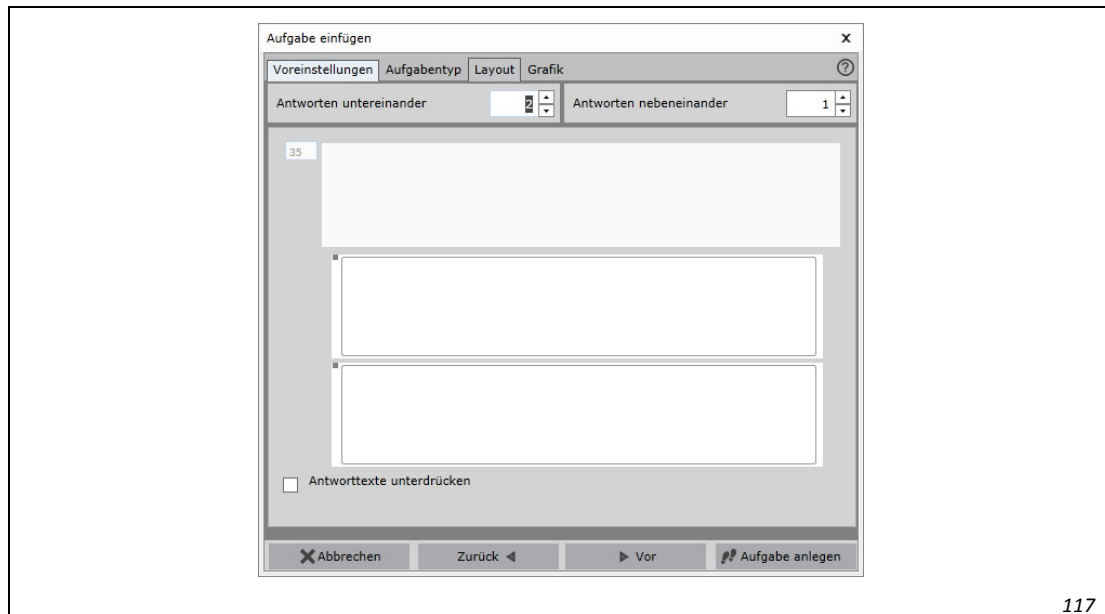 Aufgabe einfügen x
Voreinstellungen Aufgabentyp Layout Grafik ?
Antworten untereinander 2 Antworten nebeneinander 1
35
Antworttexte unterdrücken
Abbrechen Zurück Vor Aufgabe anlegen
117